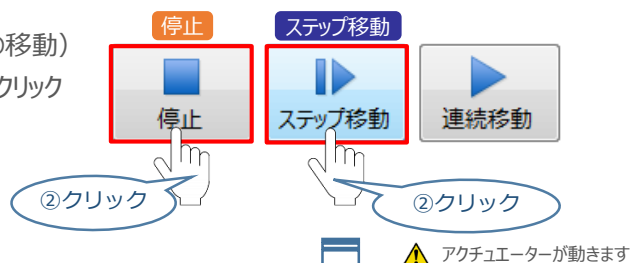 停止 ステップ移動
の移動）
クリック
停止 ステップ移動 連続移動
②クリック ②クリック
アクチュエーターが動きます